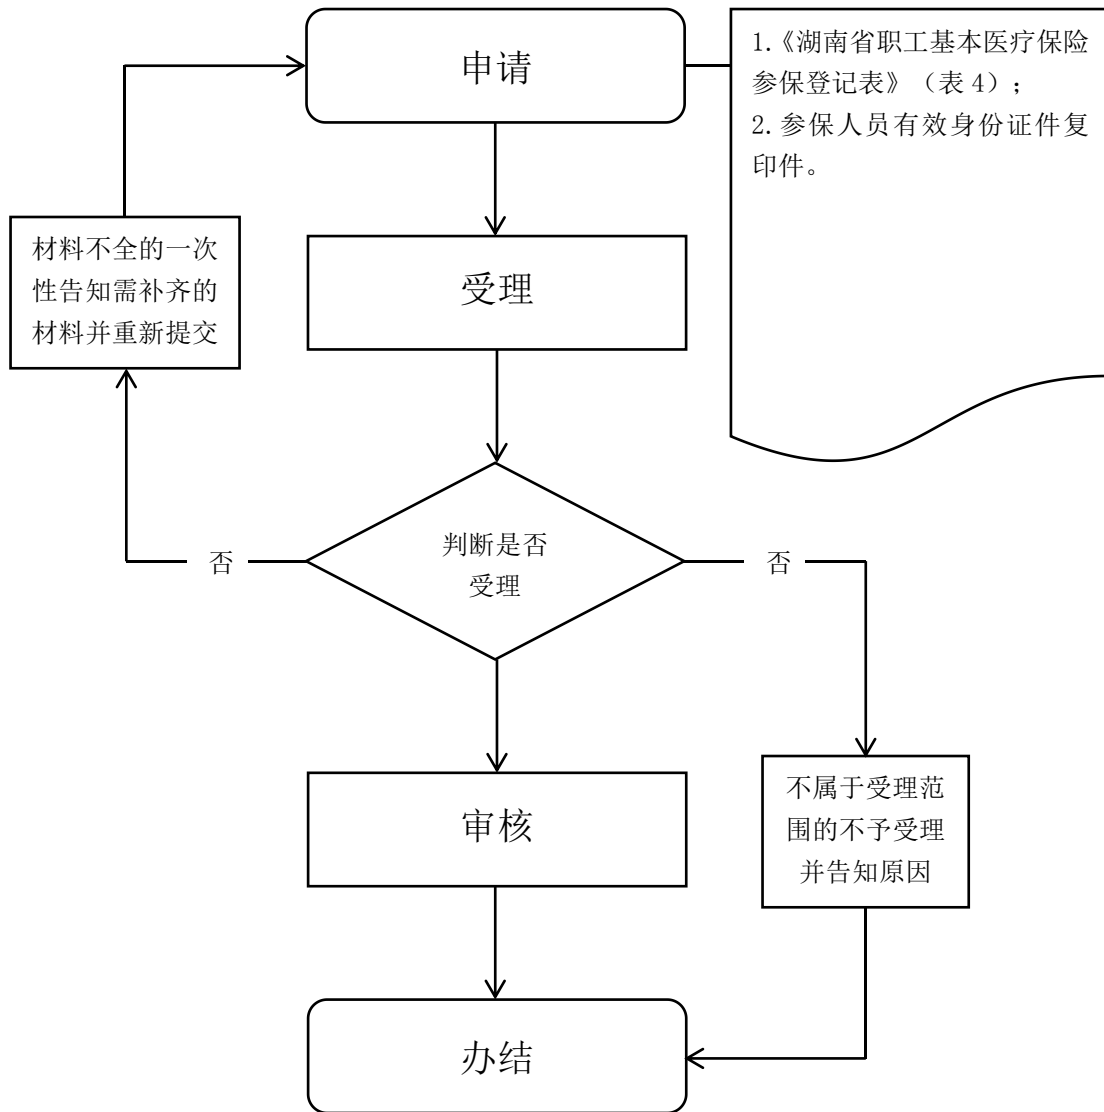 申请
1.《湖南省职工基本医疗保险
参保登记表》（表 4）；
2.参保人员有效身份证件复
印件。
材料不全的一次
性告知需补齐的
材料并重新提交
受理
判断是否
受理
否
否
审核
不属于受理范
围的不予受理
并告知原因
办结